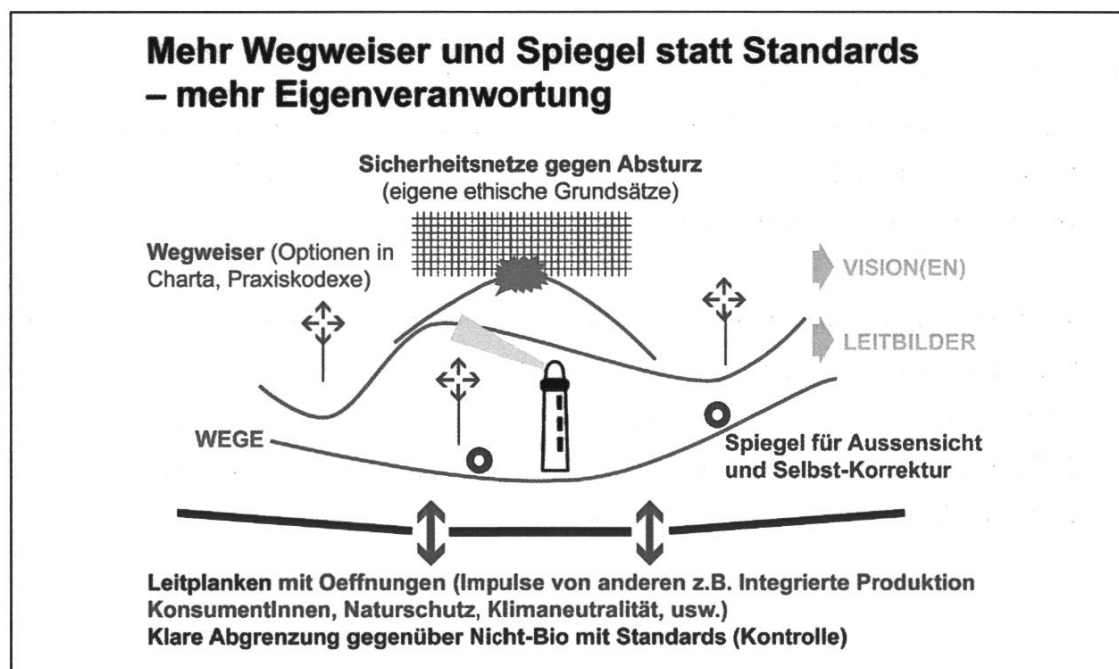 Mehr Wegweiser und Spiegel statt Standards
– mehr Eigenveranwortung
Sicherheitsnetze gegen Absturz
(eigene ethische Grundsätze)
Wegweiser (Optionen in
Charta, Praxiskodexe)
VISION(EN)
LEITBILDER
WEGE
Spiegel für Aussensicht
und Selbst-Korrektur
Leitplanken mit Oeffnungen (Impulse von anderen z.B. Integrierte Produktion
KonsumentInnen, Naturschutz, Klimaneutralität, usw.)
Klare Abgrenzung gegenüber Nicht-Bio mit Standards (Kontrolle)